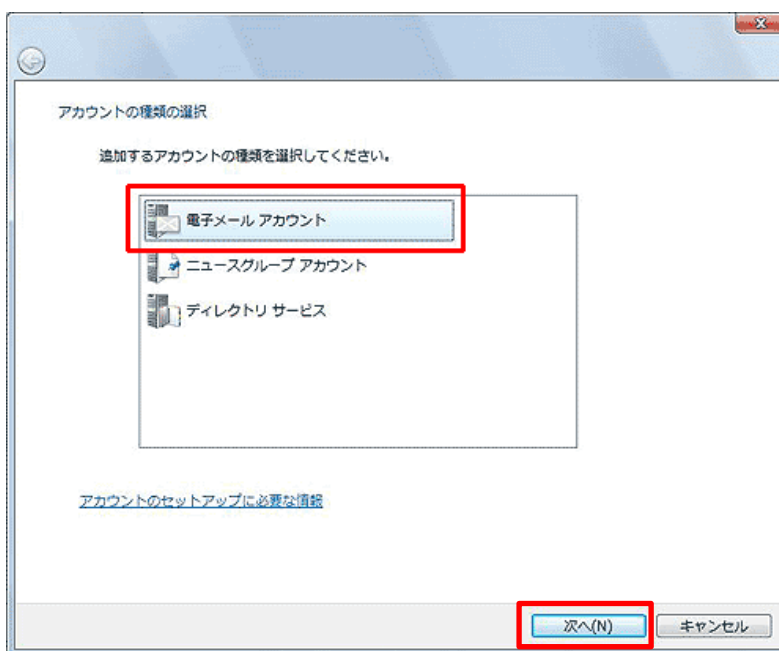 アカウントの種類の選択
追加するアカウントの種類を選択してください。
電子メール アカウント
ニュースグループ アカウント
ディレクトリ サービス
アカウントのセットアップに必要な情報
次へ(N)
キャンセル